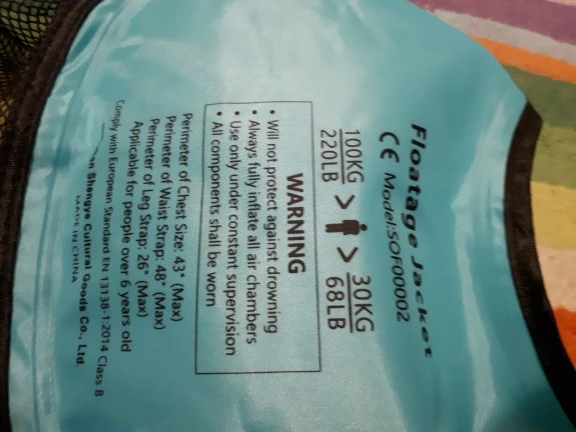 Floatage Jacket
CE Model:SOF00002
100KG > > 30KG
220LB 68LB
WARNING
• Will not protect against drowning
• Always fully inflate all air chambers
• Use only under constant supervision
• All components shall be worn
Perimeter of Chest Size: 43" (Max)
Perimeter of Waist Strap: 48" (Max)
Perimeter of Leg Strap: 26" (Max)
Applicable for people over 6 years old
Comply with European Standard EN 13138-1:2014 Class B
Shengye Cultural Goods Co., Ltd.
MADE IN CHINA